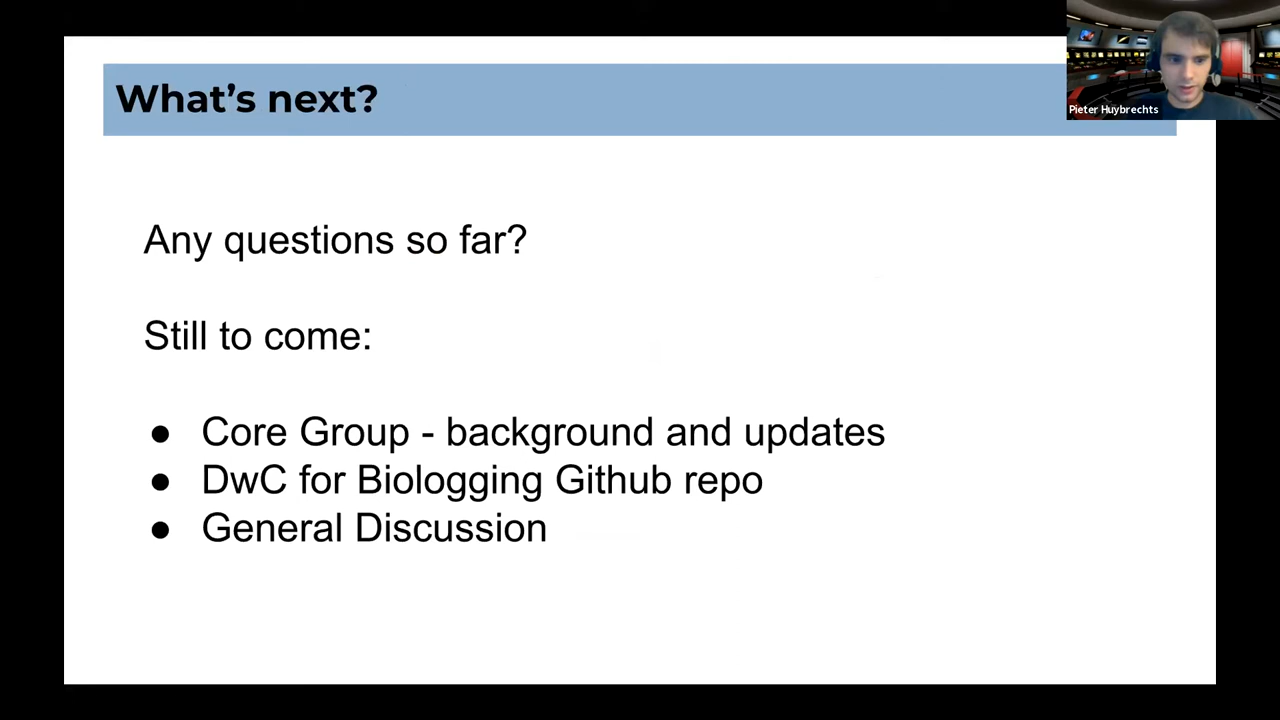 What's next?
Pieter Huybrechts
Any questions so far?
Still to come:
● Core Group - background and updates
● DwC for Biologging Github repo
● General Discussion